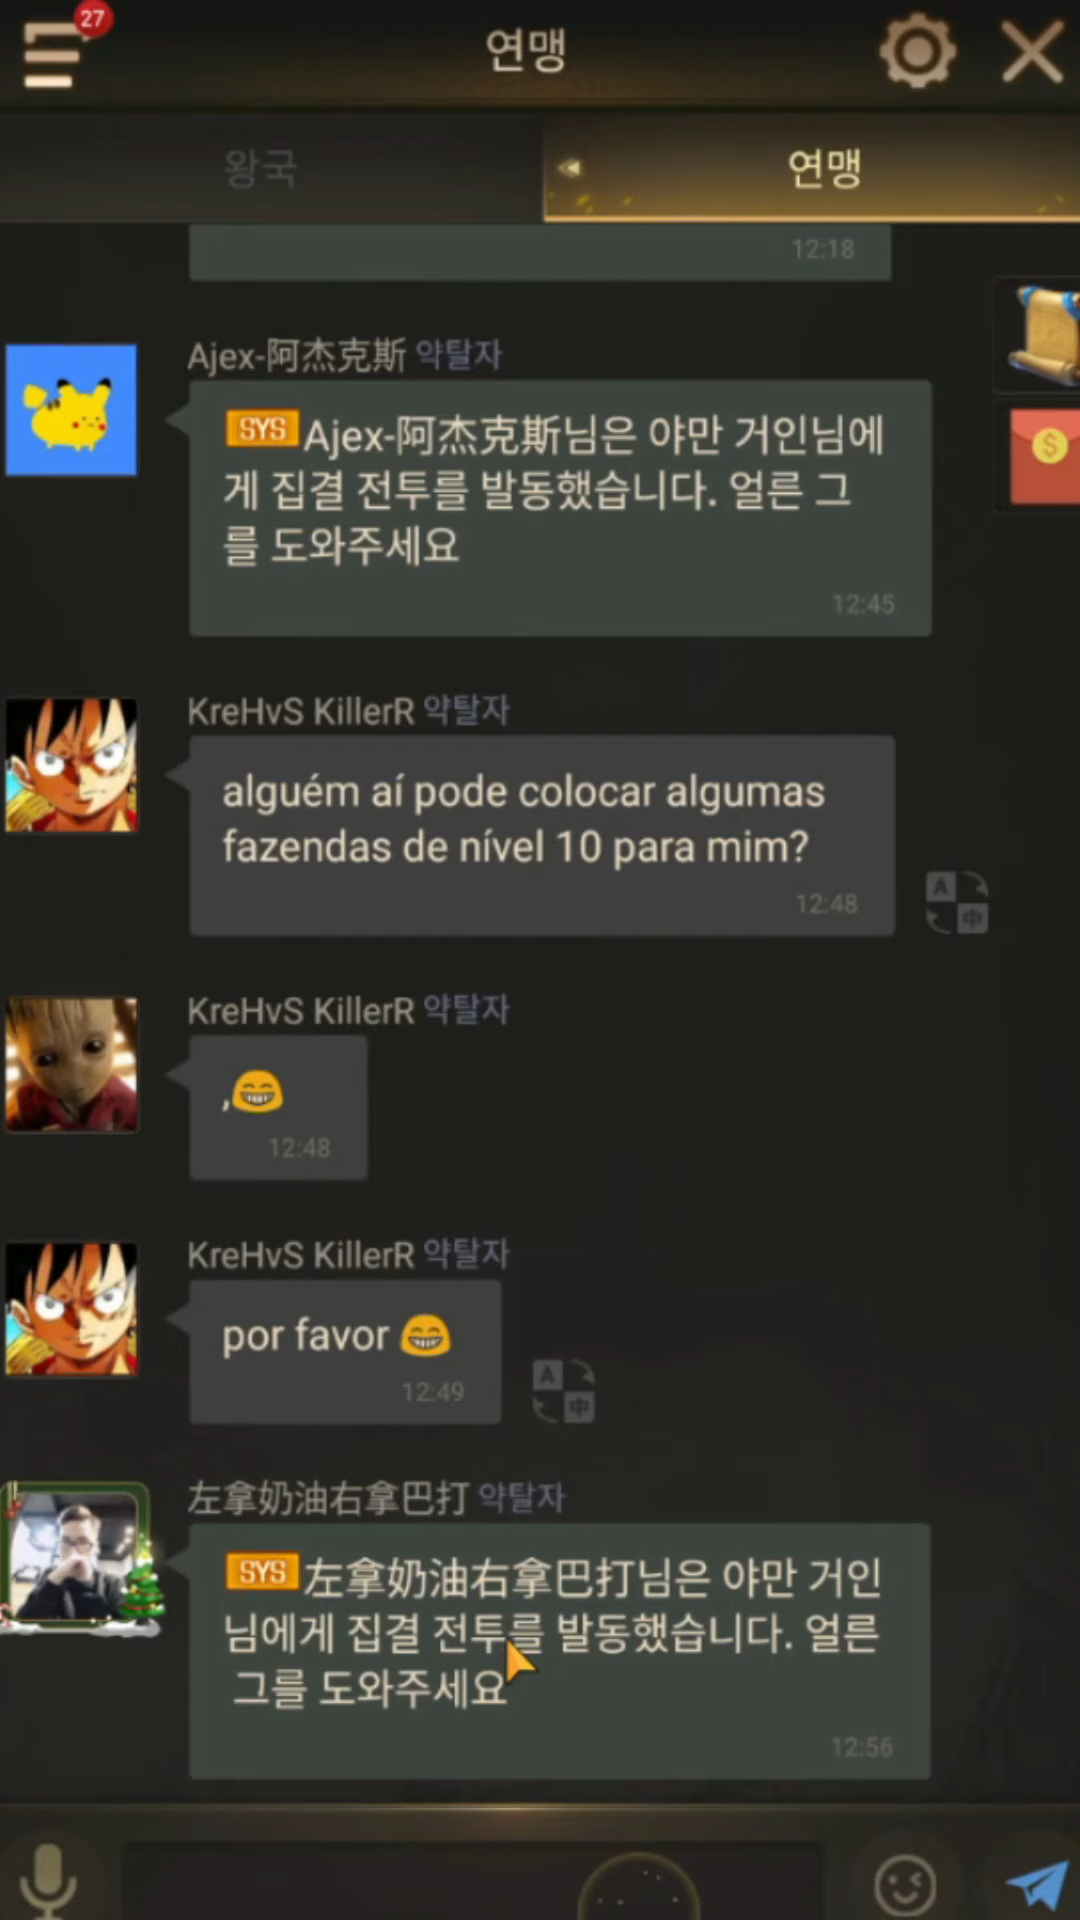 27
연맹
왕국
연맹
12:18
Ajex-阿杰克斯 약탈자
SYS Ajex-阿杰克斯님은 야만 거인님에
게 집결 전투를 발동했습니다. 얼른 그
를 도와주세요
12:45
KreHvS KillerR 약탈자
alguém aí pode colocar algumas
fazendas de nível 10 para mim?
12:48
A
中
KreHvS KillerR 약탈자
,😁
12:48
KreHvS KillerR 약탈자
por favor 😁
12:49
A
中
左拿奶油右拿巴打 약탈자
SYS 左拿奶油右拿巴打님은 야만 거인
님에게 집결 전투를 발동했습니다. 얼른
그를 도와주세요
12:56